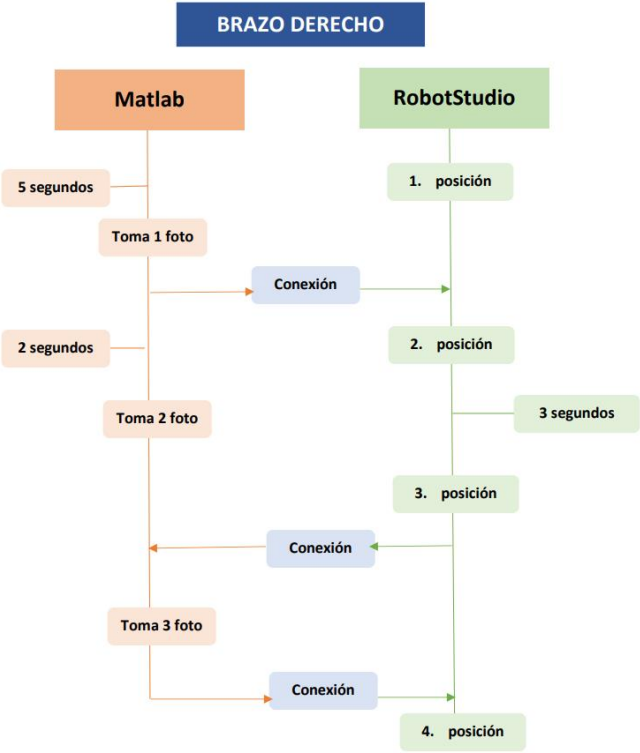 BRAZO DERECHO
Matlab
RobotStudio
5 segundos
1. posición
Toma 1 foto
Conexión
2 segundos
2. posición
Toma 2 foto
3 segundos
3. posición
Conexión
Toma 3 foto
Conexión
4. posición